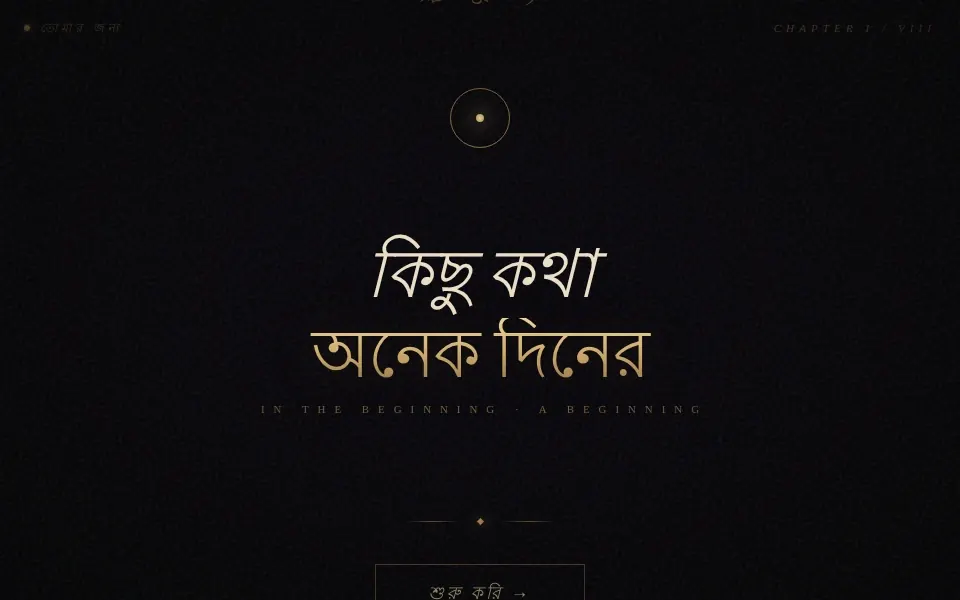 তোমার জন্য
CHAPTER I / VIII
কিছু কথা
অনেক দিনের
IN THE BEGINNING · A BEGINNING
শুরু করি →